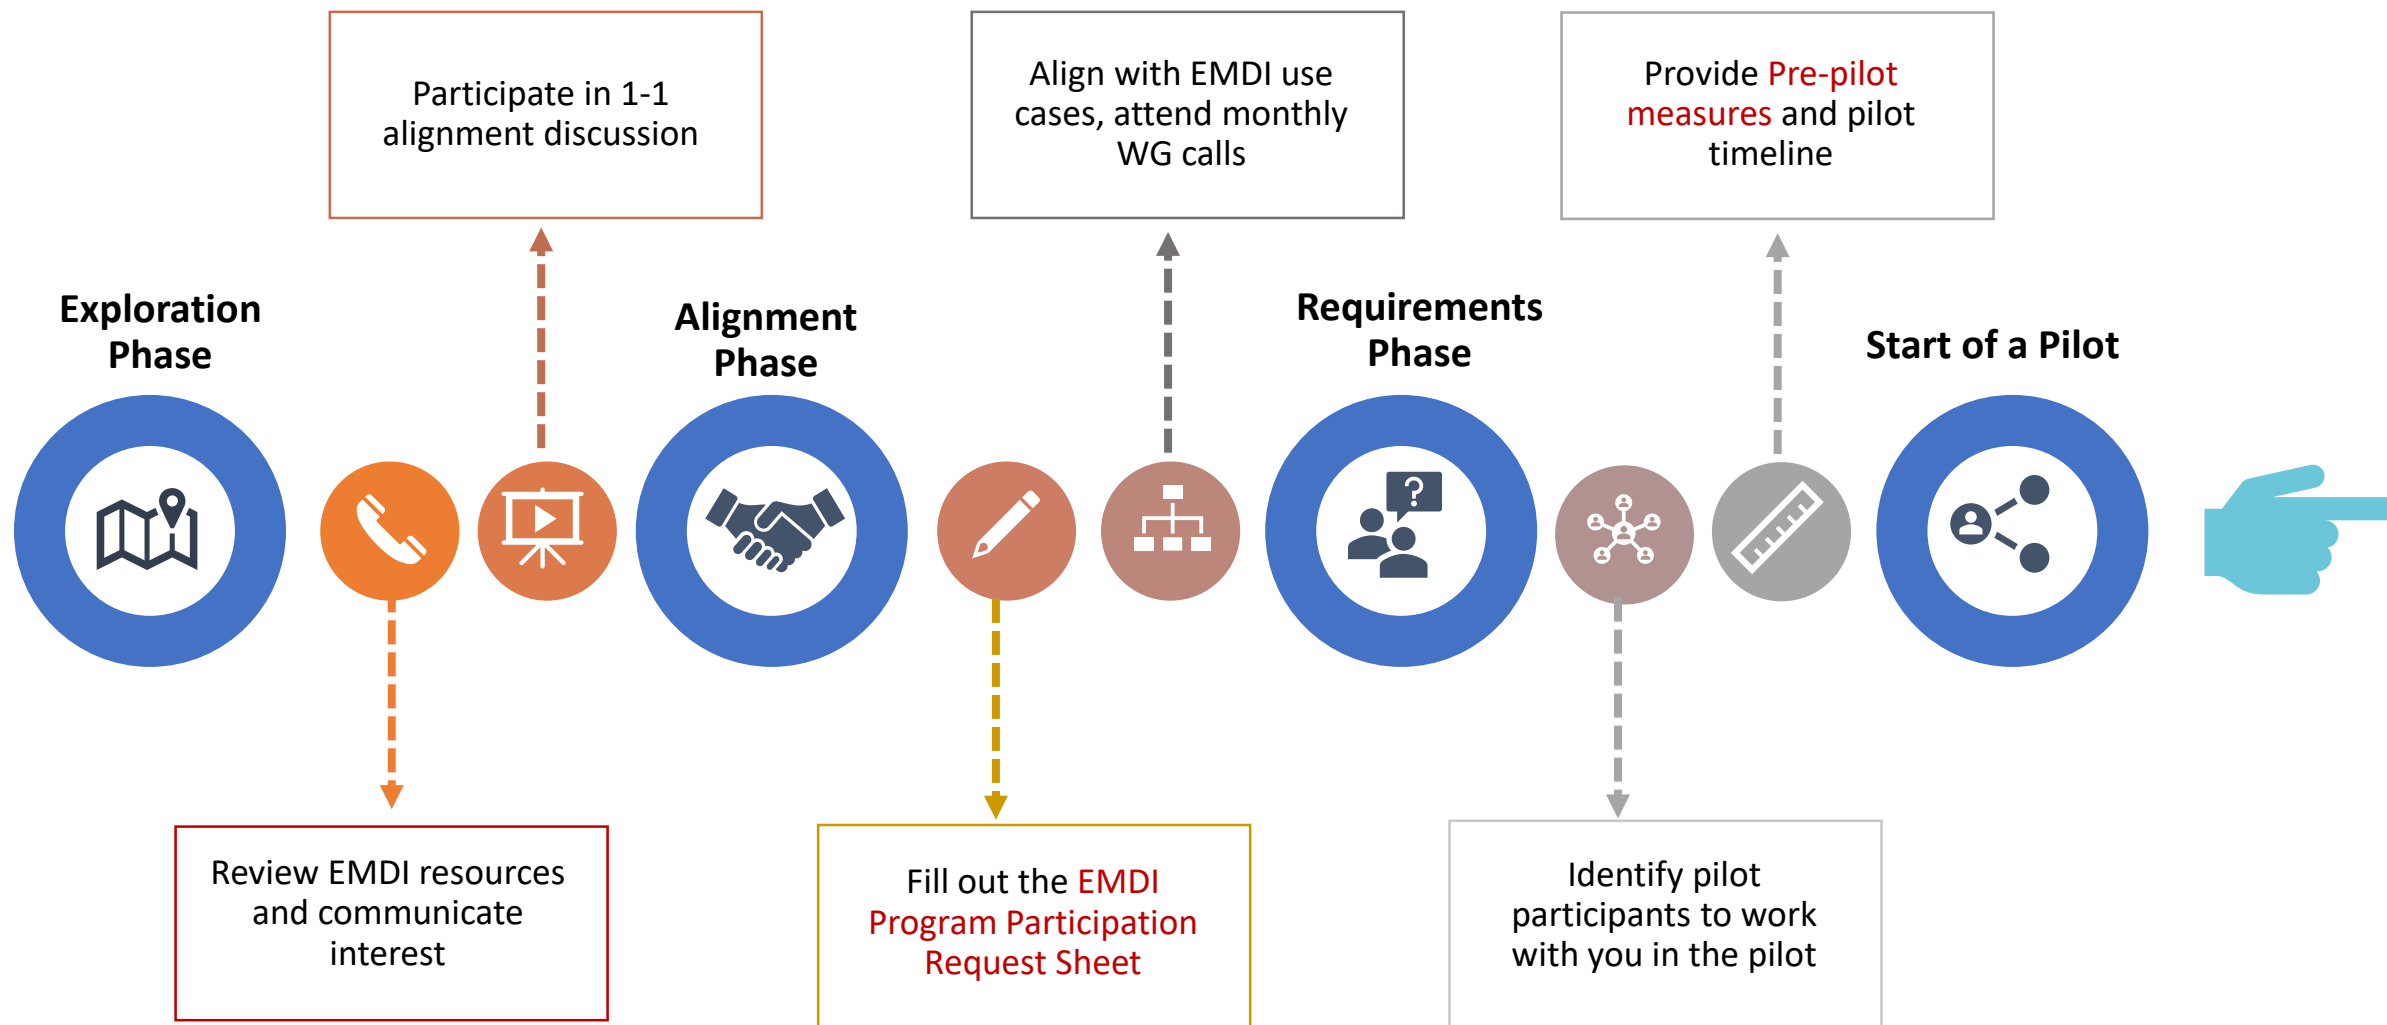 Participate in 1-1
alignment discussion
Align with EMDI use
cases, attend monthly
WG calls
Provide Pre-pilot
measures and pilot
timeline
Exploration
Phase
Alignment
Phase
Requirements
Phase
Start of a Pilot
?
Review EMDI resources
and communicate
interest
Fill out the EMDI
Program Participation
Request Sheet
Identify pilot
participants to work
with you in the pilot